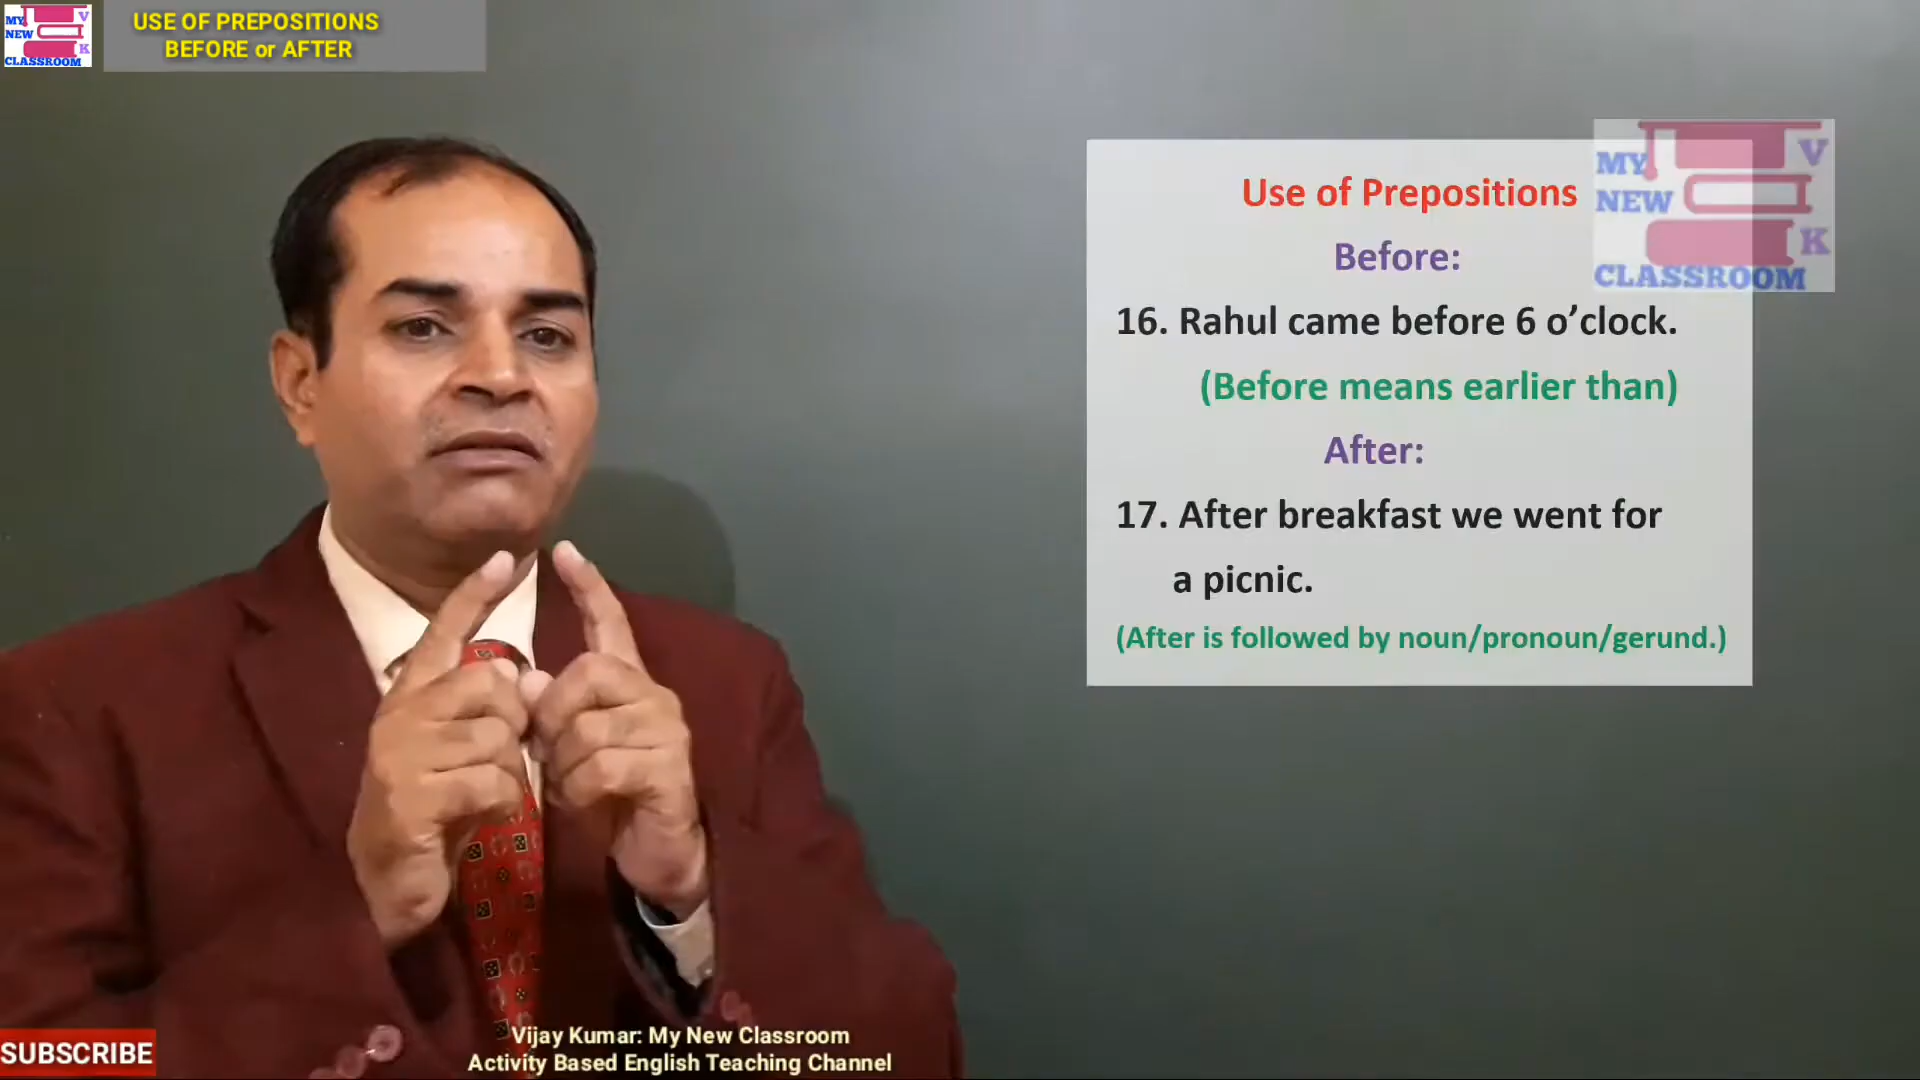 MY
NEW
V
K
CLASSROOM
USE OF PREPOSITIONS
BEFORE or AFTER
Use of Prepositions
Before:
16. Rahul came before 6 o’clock.
(Before means earlier than)
After:
17. After breakfast we went for
a picnic.
(After is followed by noun/pronoun/gerund.)
MY
NEW
V
K
CLASSROOM
SUBSCRIBE
Vijay Kumar: My New Classroom
Activity Based English Teaching Channel